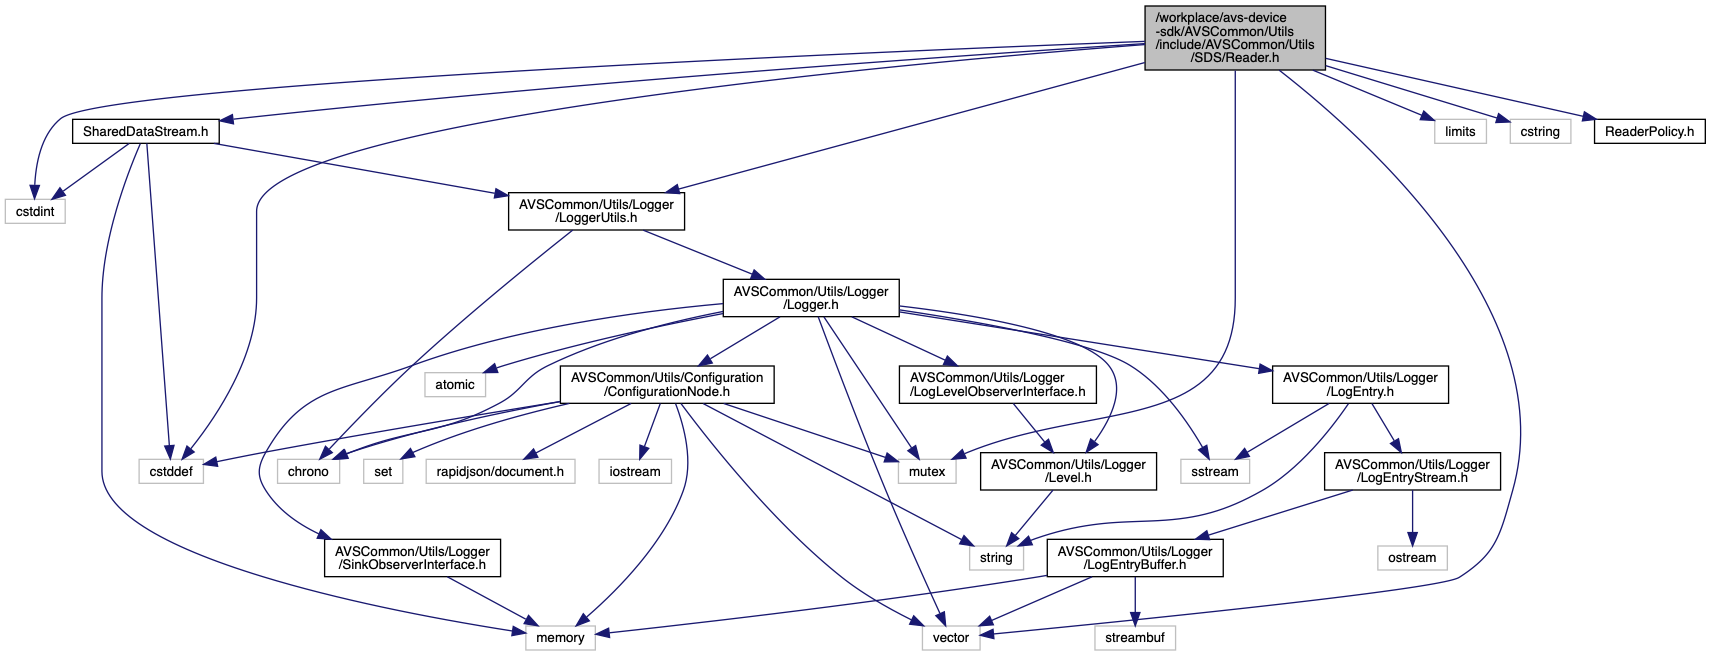 /workplace/avs-device
-sdk/AVSCommon/Utils
/include/AVSCommon/Utils
/SDS/Reader.h
SharedDataStream.h
limits
cstring
ReaderPolicy.h
cstdint
AVSCommon/Utils/Logger
/LoggerUtils.h
AVSCommon/Utils/Logger
/Logger.h
atomic
AVSCommon/Utils/Configuration
/ConfigurationNode.h
AVSCommon/Utils/Logger
/LogLevelObserverInterface.h
AVSCommon/Utils/Logger
/LogEntry.h
cstddef
chrono
set
rapidjson/document.h
iostream
mutex
AVSCommon/Utils/Logger
/Level.h
sstream
AVSCommon/Utils/Logger
/LogEntryStream.h
AVSCommon/Utils/Logger
/SinkObserverInterface.h
string
AVSCommon/Utils/Logger
/LogEntryBuffer.h
ostream
memory
vector
streambuf